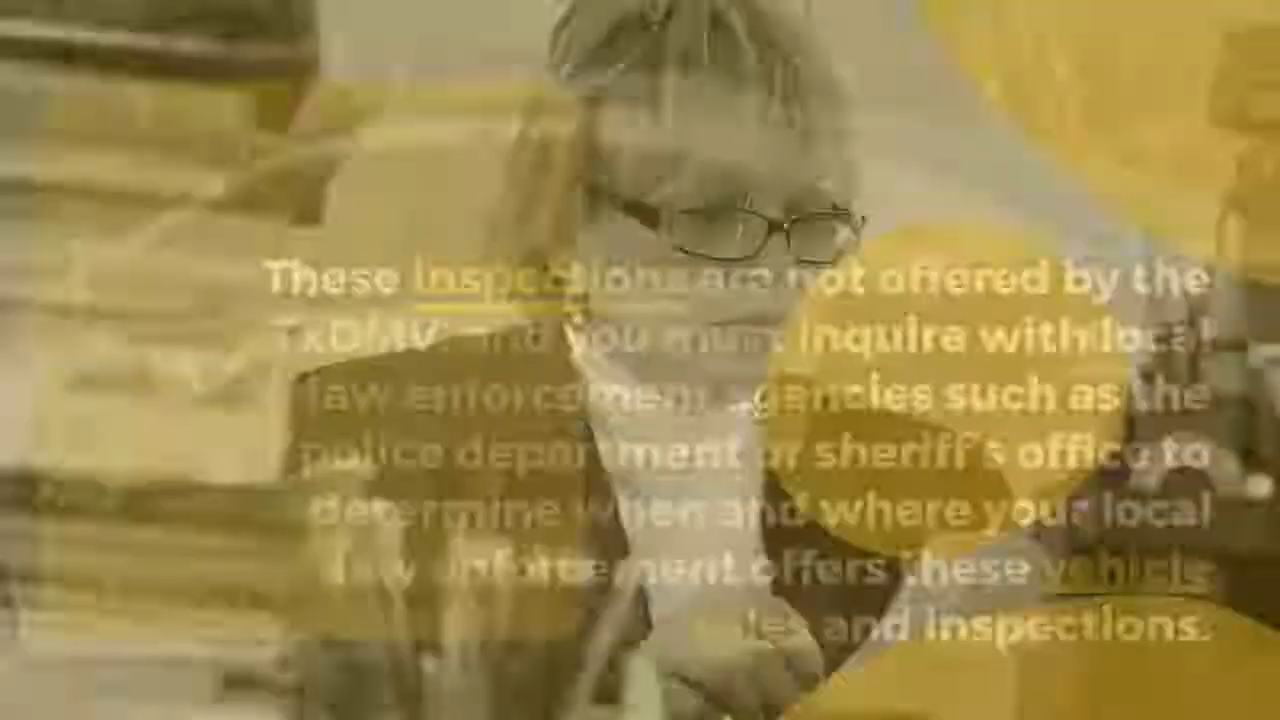 These inspections are not offered by the
TxDMV, and you must inquire with local
law enforcement agencies such as the
police department or sheriff's office to
determine when and where your local
law enforcement offers these vehicle
and inspections.